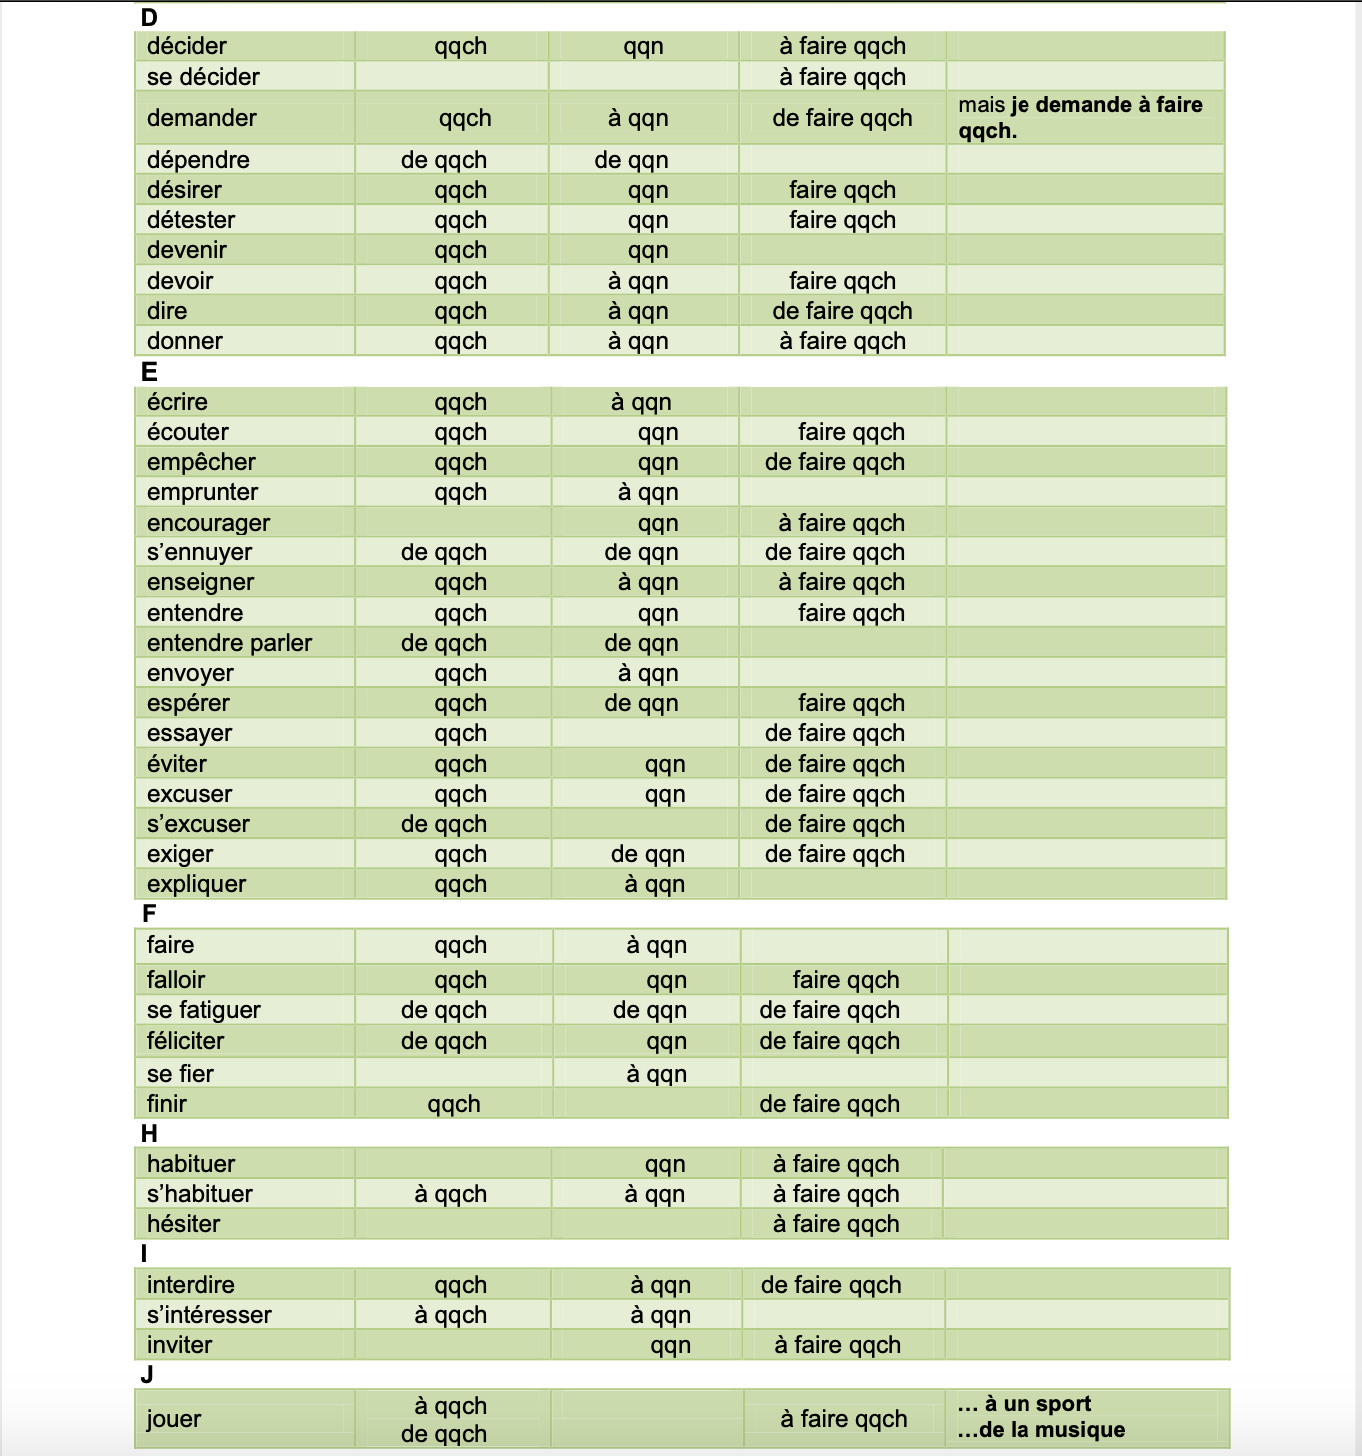 D
décider qqch qqn à faire qqch
se décider à faire qqch
demander qqch à qqn de faire qqch mais je demande à faire
qqch.
dépendre de qqch de qqn
désirer qqch qqn faire qqch
détester qqch qqn faire qqch
devenir qqch qqn
devoir qqch à qqn faire qqch
dire qqch à qqn de faire qqch
donner qqch à qqn à faire qqch
E
écrire qqch à qqn
écouter qqch qqn faire qqch
empêcher qqch qqn de faire qqch
emprunter qqch à qqn
encourager qqn à faire qqch
s’ennuyer de qqch de qqn de faire qqch
enseigner qqch à qqn à faire qqch
entendre qqch qqn faire qqch
entendre parler de qqch de qqn
envoyer qqch à qqn
espérer qqch de qqn faire qqch
essayer qqch de faire qqch
éviter qqch qqn de faire qqch
excuser qqch qqn de faire qqch
s’excuser de qqch de faire qqch
exiger qqch de qqn de faire qqch
expliquer qqch à qqn
F
faire qqch à qqn
falloir qqch qqn faire qqch
se fatiguer de qqch de qqn de faire qqch
féliciter de qqch qqn de faire qqch
se fier à qqn
finir qqch de faire qqch
H
habituer qqn à faire qqch
s’habituer à qqch à qqn à faire qqch
hésiter à faire qqch
I
interdire qqch à qqn de faire qqch
s’intéresser à qqch à qqn
inviter qqn à faire qqch
J
jouer à qqch à faire qqch ... à un sport
de qqch ...de la musique